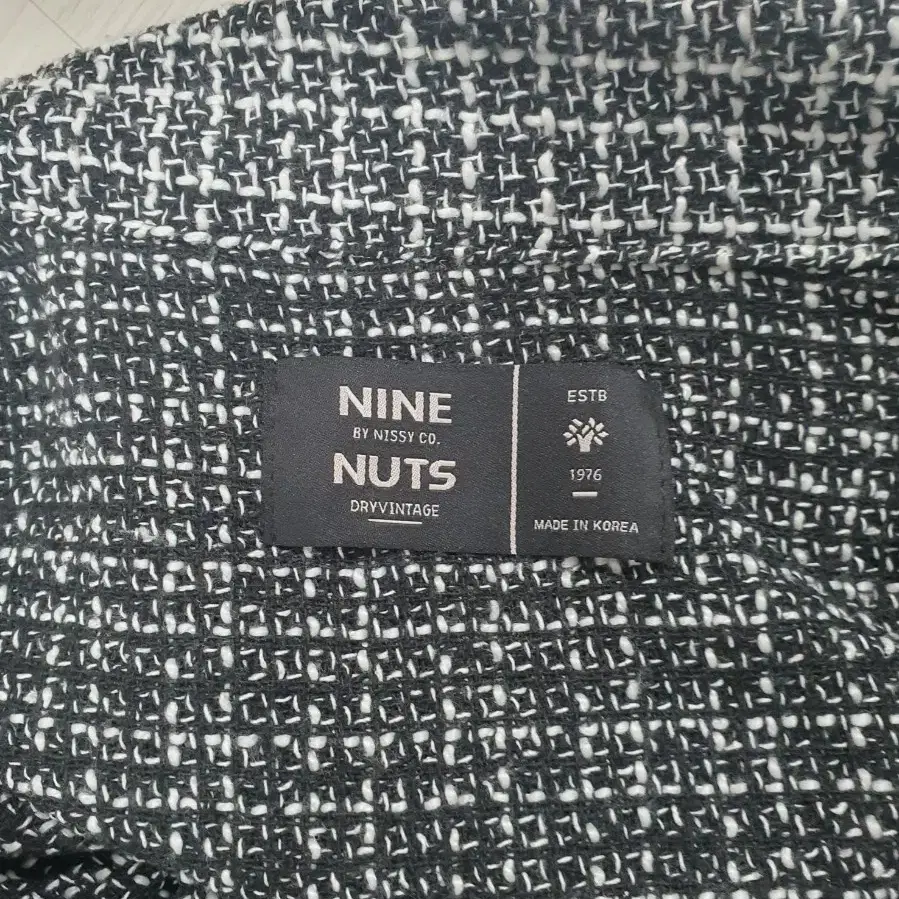 NINE
BY NISSY CO.
NUTS
DRYVINTAGE
ESTB
1976
MADE IN KOREA